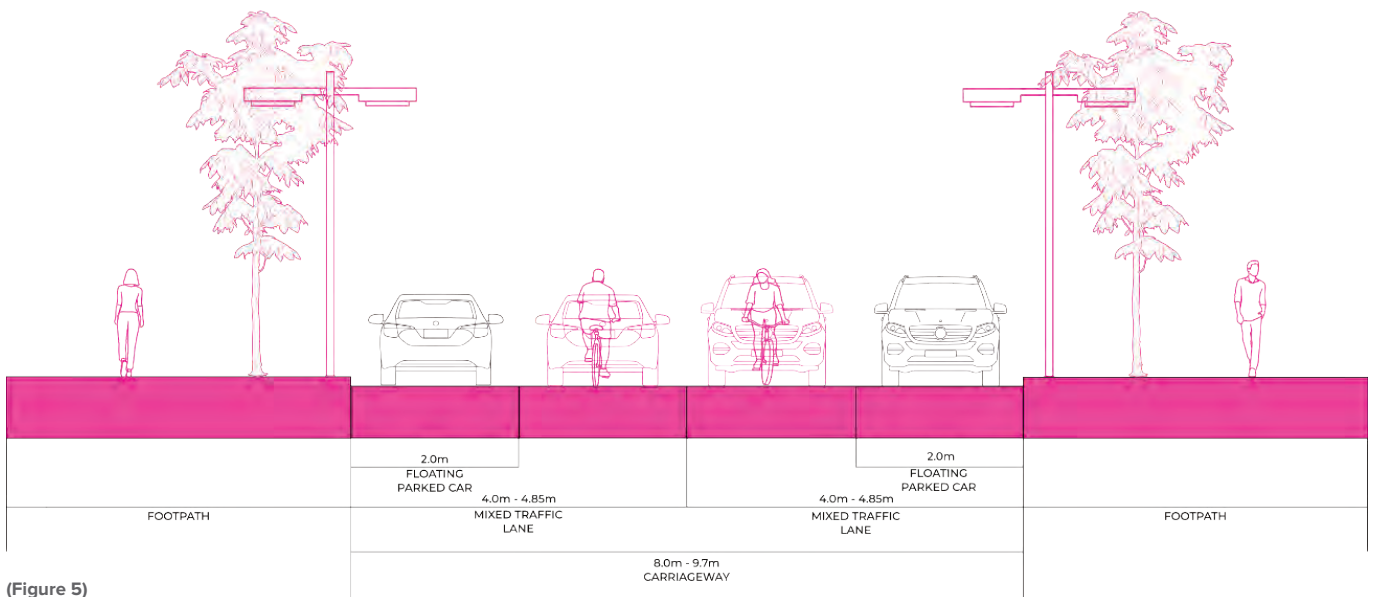 2.0m
FLOATING
PARKED CAR
2.0m
FLOATING
PARKED CAR
4.0m - 4.85m
4.0m - 4.85m
FOOTPATH
MIXED TRAFFIC
LANE
MIXED TRAFFIC
LANE
FOOTPATH
8.0m - 9.7m
CARRIAGEWAY
(Figure 5)